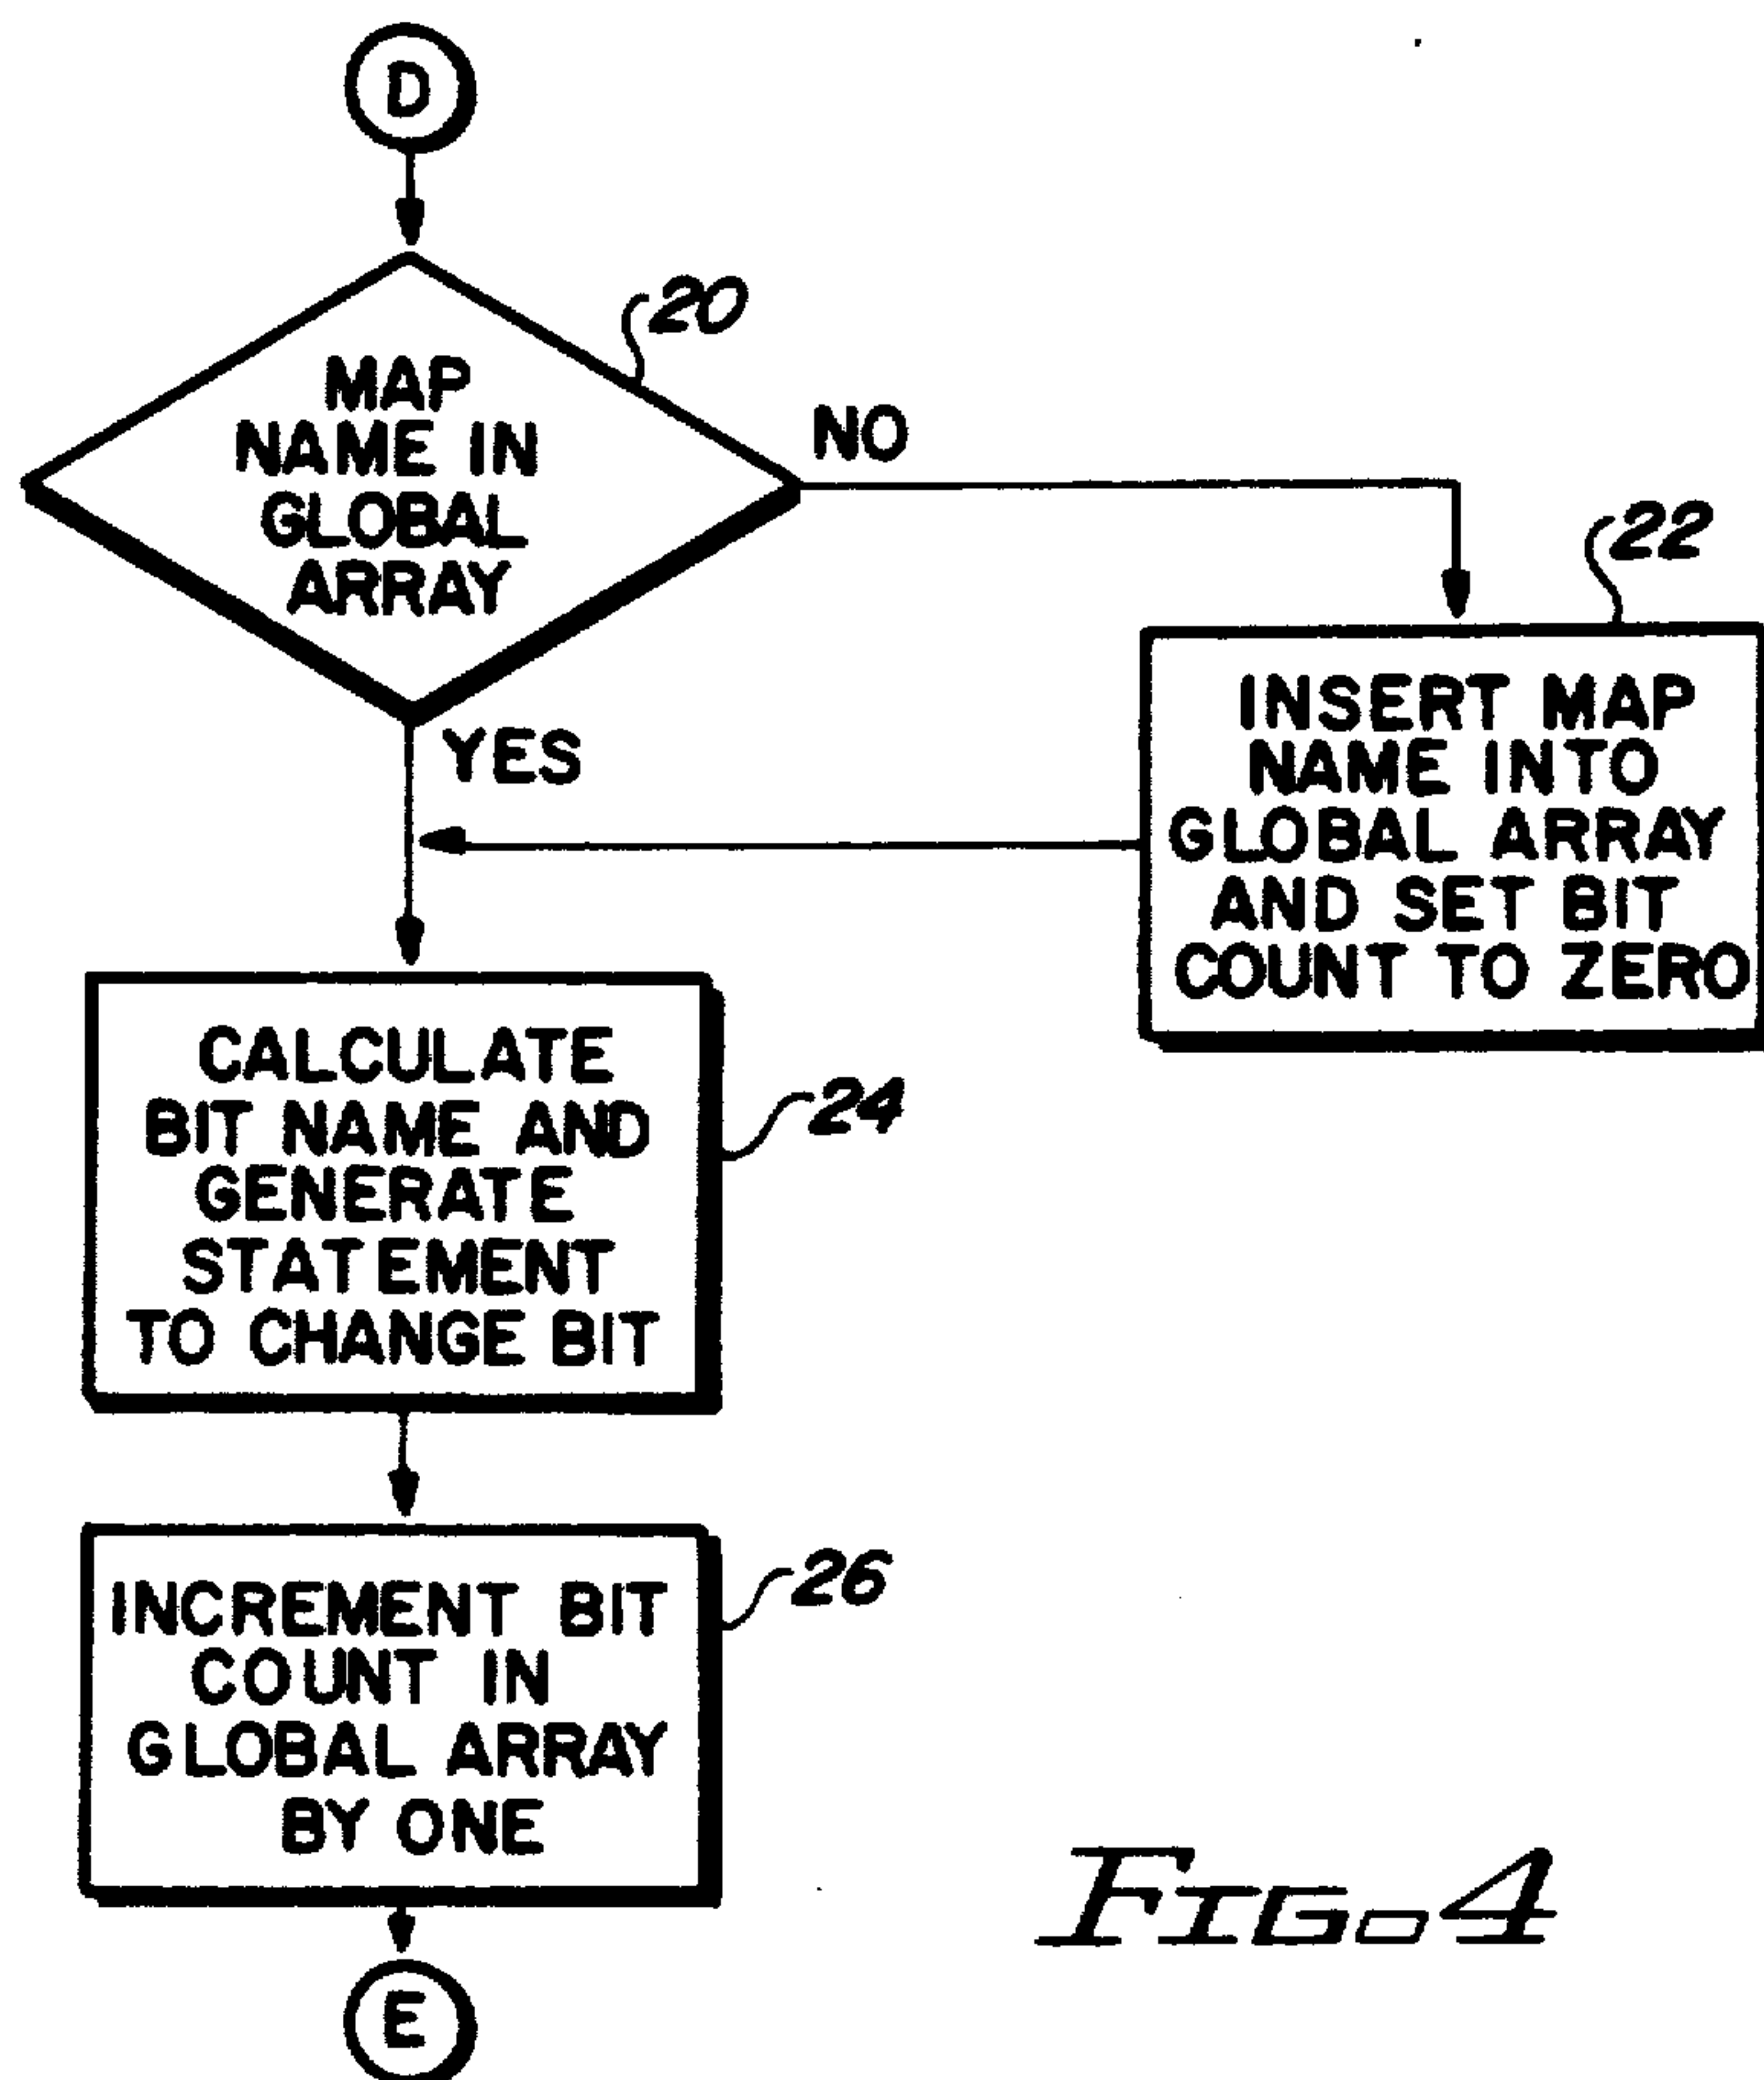 D
20
MAP
NAME IN
GLOBAL
ARRAY
NO
YES
22
INSERT MAP
NAME INTO
GLOBAL ARRAY
AND SET BIT
COUNT TO ZERO
CALCULATE
BIT NAME AND
GENERATE
STATEMENT
TO CHANGE BIT
24
INCREMENT BIT
COUNT IN
GLOBAL ARRAY
BY ONE
26
E
FIG. 4